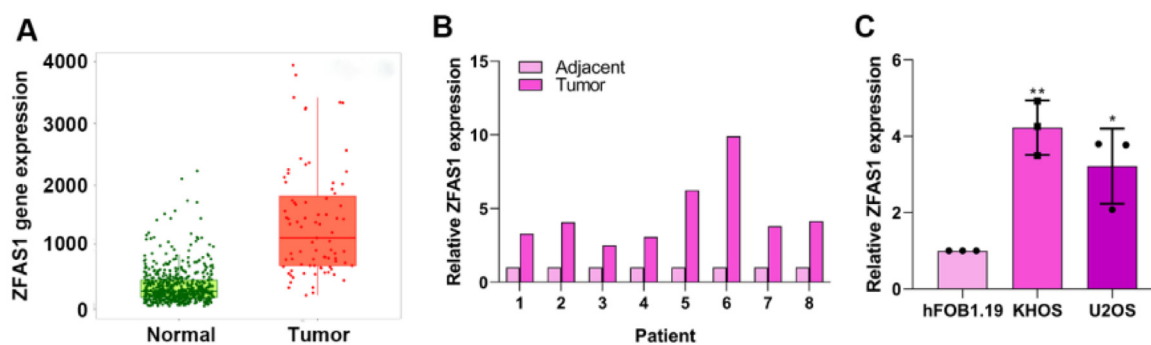 A
ZFAS1 gene expression
4000
3000
2000
1000
0
Normal Tumor
B
Relative ZFAS1 expression
15
10
5
0
Adjacent
Tumor
1 2 3 4 5 6 7 8
Patient
C
Relative ZFAS1 expression
6
4
2
0
**
*
hFOB1.19 KHOS U2OS